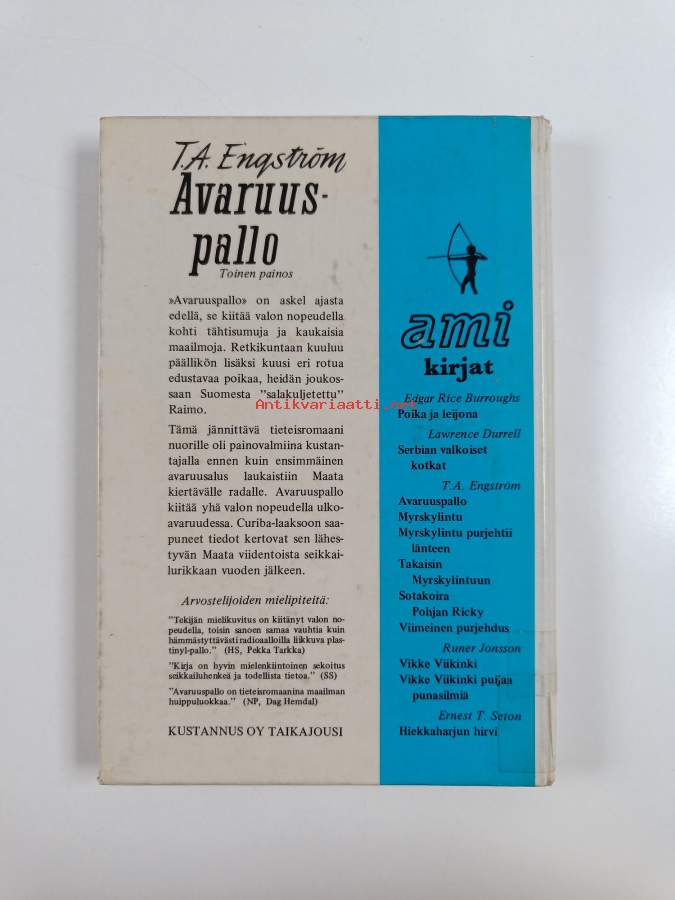 T.A. Engström
Avaruus-
pallo
Toinen painos
»Avaruuspallo» on askel ajasta
edellä, se kiitää valon nopeudella
kohti tähtisumuja ja kaukaisia
maailmoja. Retkikuntaan kuuluu
päällikön lisäksi kuusi eri rotua
edustavaa poikaa, heidän joukos-
saan Suomesta "salakuljetettu"
Raimo.
Tämä jännittävä tieteisromaani
nuorille oli painovalmiina kustan-
tajalla ennen kuin ensimmäinen
avaruusalus laukaistiin Maata
kiertävälle radalle. Avaruuspallo
kiitää yhä valon nopeudella ulko-
avaruudessa. Curiba-laaksoon saa-
puneet tiedot kertovat sen lähes-
tyvän Maata viidentoista seikkai-
lurikkaan vuoden jälkeen.
Arvostelijoiden mielipiteitä:
"Tekijän mielikuvitus on kiitänyt valon no-
peudella, toisin sanoen samaa vauhtia kuin
hämmästyttävästi radioaalloilla liikkuva plas-
tinyl-pallo." (HS, Pekka Tarkka)
"Kirja on hyvin mielenkiintoinen sekoitus
seikkailuhenkeä ja todellista tietoa." (SS)
"Avaruuspallo on tieteisromaanina maailman
huippuluokkaa." (NP, Dag Hemdal)
KUSTANNUS OY TAIKAJOUSI
ami
kirjat
Edgar Rice Burroughs
Poika ja leijona
Lawrence Durrell
Serbian valkoiset
kotkat
T.A. Engström
Avaruuspallo
Myrskylintu
Myrskylintu purjehtii
länteen
Takaisin
Myrskylintuun
Sotakoira
Pohjan Ricky
Viimeinen purjehdus
Runer Jonsson
Vikke Viikinki
Vikke Viikinki puijaa
punasilmiä
Ernest T. Seton
Hiekkaharjun hirvi
Antikvariaatti.net